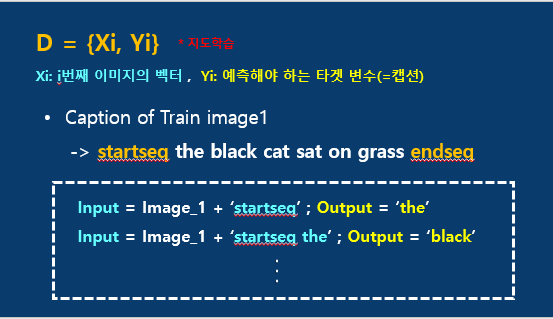 D = {Xi, Yi} * 지도학습
Xi: i번째 이미지의 벡터 , Yi: 예측해야 하는 타겟 변수(=캡션)
• Caption of Train image1
-> startseq the black cat sat on grass endseq
Input = Image_1 + ‘startseq’ ; Output = ‘the’
Input = Image_1 + ‘startseq the’ ; Output = ‘black’
⋮